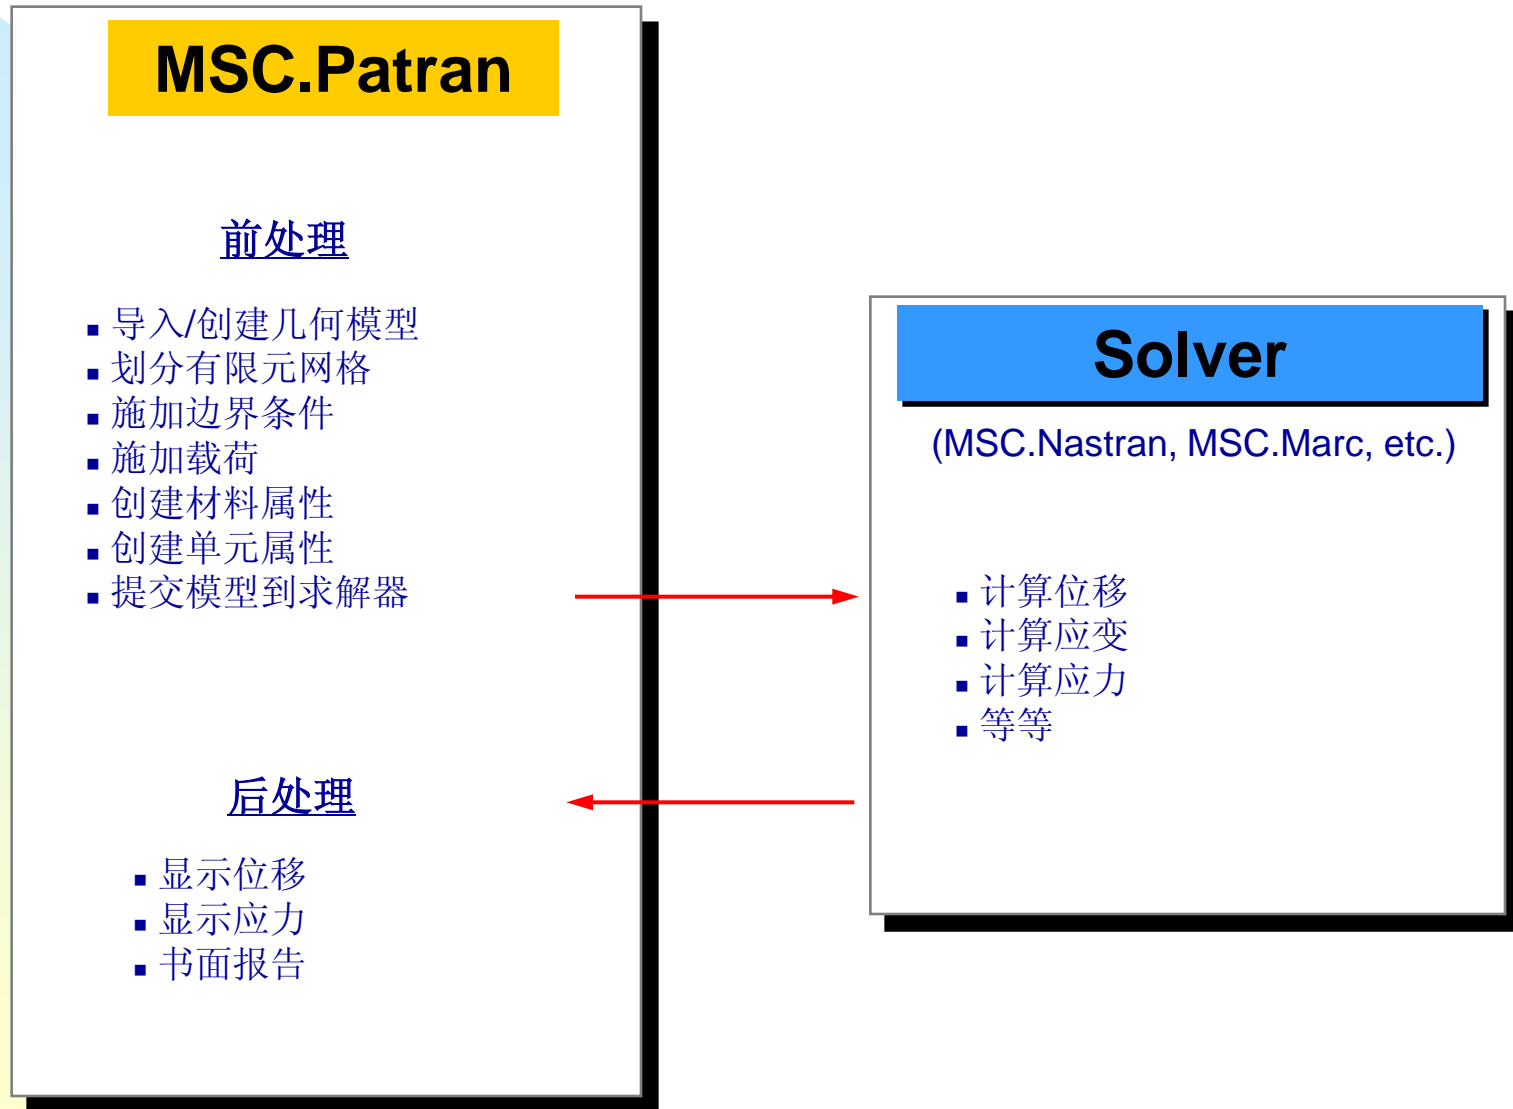 MSC.Patran
前处理
导入/创建几何模型
划分有限元网格
施加边界条件
施加载荷
创建材料属性
创建单元属性
提交模型到求解器
后处理
显示位移
显示应力
书面报告
Solver
(MSC.Nastran, MSC.Marc, etc.)
计算位移
计算应变
计算应力
等等